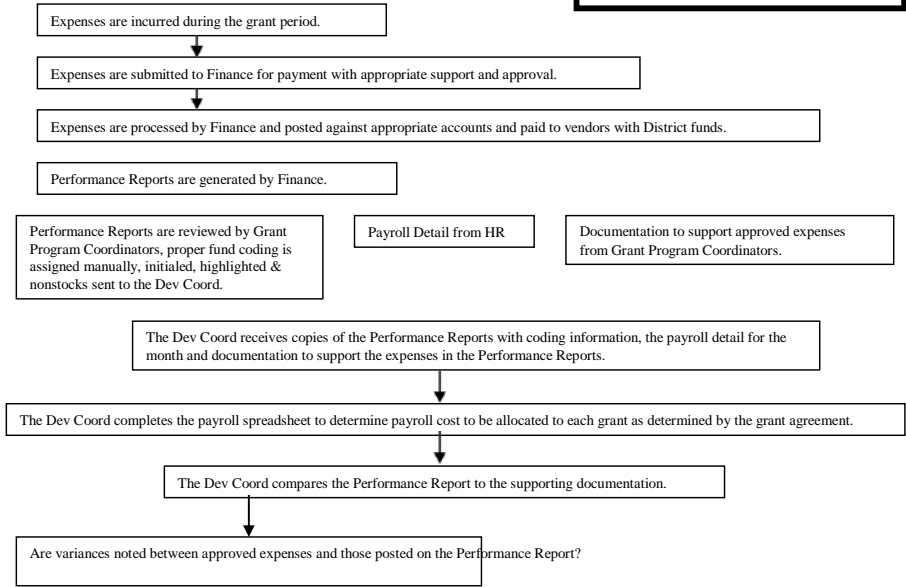 Expenses are incurred during the grant period.
Expenses are submitted to Finance for payment with appropriate support and approval.
Expenses are processed by Finance and posted against appropriate accounts and paid to vendors with District funds.
Performance Reports are generated by Finance.
Performance Reports are reviewed by Grant
Program Coordinators, proper fund coding is
assigned manually, initialed, highlighted &
nonstocks sent to the Dev Coord.
Payroll Detail from HR
Documentation to support approved expenses
from Grant Program Coordinators.
The Dev Coord receives copies of the Performance Reports with coding information, the payroll detail for the
month and documentation to support the expenses in the Performance Reports.
The Dev Coord completes the payroll spreadsheet to determine payroll cost to be allocated to each grant as determined by the grant agreement.
The Dev Coord compares the Performance Report to the supporting documentation.
Are variances noted between approved expenses and those posted on the Performance Report?